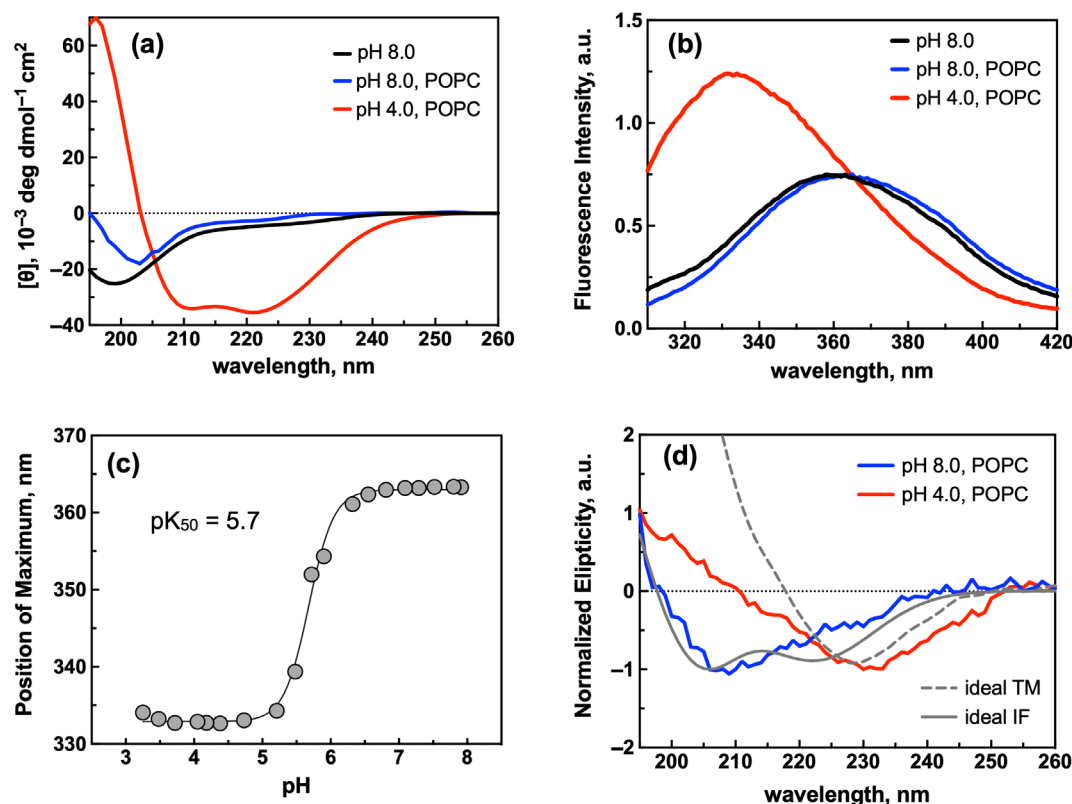 (a)
pH 8.0
pH 8.0, POPC
pH 4.0, POPC
[θ], 10⁻³ deg dmol⁻¹ cm²
60
40
20
0
−20
−40
200 210 220 230 240 250 260
wavelength, nm
(b)
pH 8.0
pH 8.0, POPC
pH 4.0, POPC
Fluorescence Intensity, a.u.
1.5
1.0
0.5
0.0
320 340 360 380 400 420
wavelength, nm
(c)
pK₅₀ = 5.7
Position of Maximum, nm
370
360
350
340
330
3 4 5 6 7 8
pH
(d)
pH 8.0, POPC
pH 4.0, POPC
Normalized Elipticity, a.u.
2
1
0
−1
−2
ideal TM
ideal IF
200 210 220 230 240 250 260
wavelength, nm